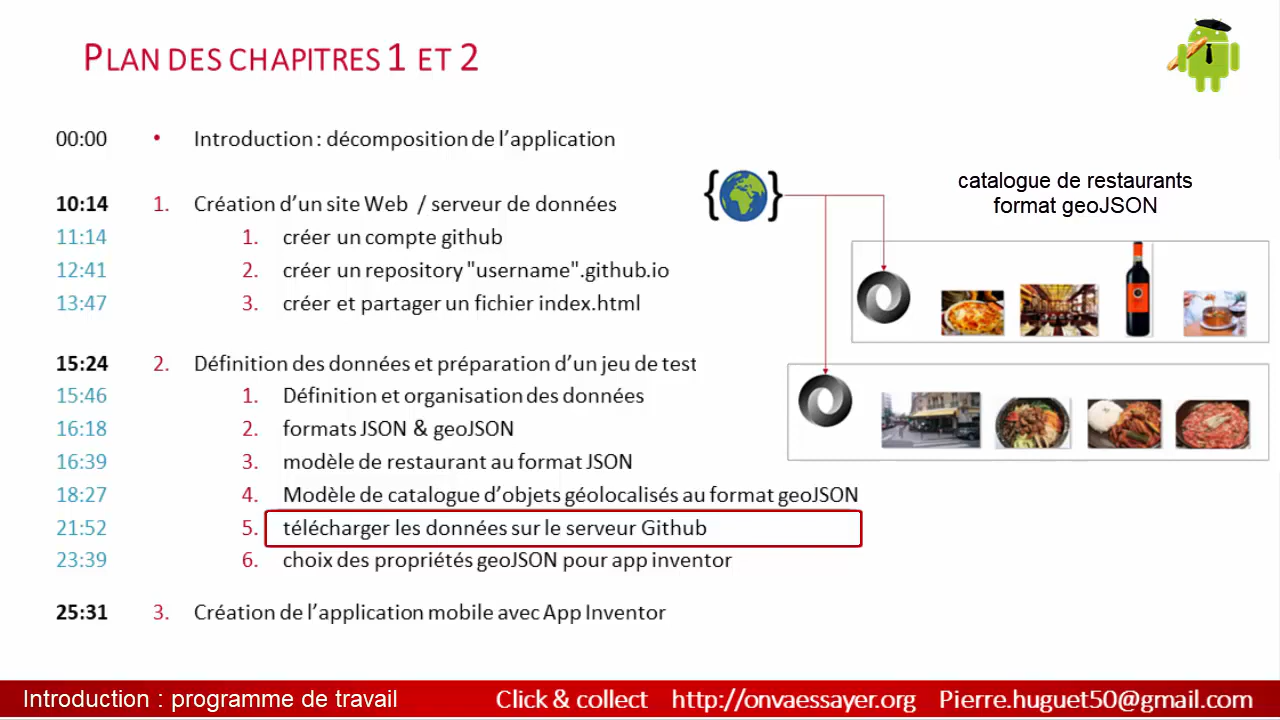 PLAN DES CHAPITRES 1 ET 2
00:00 • Introduction : décomposition de l'application
10:14 1. Création d'un site Web / serveur de données
11:14 1. créer un compte github
12:41 2. créer un repository "username".github.io
13:47 3. créer et partager un fichier index.html
15:24 2. Définition des données et préparation d'un jeu de test
15:46 1. Définition et organisation des données
16:18 2. formats JSON & geoJSON
16:39 3. modèle de restaurant au format JSON
18:27 4. Modèle de catalogue d'objets géolocalisés au format geoJSON
21:52 5. télécharger les données sur le serveur Github
23:39 6. choix des propriétés geoJSON pour app inventor
25:31 3. Création de l'application mobile avec App Inventor
catalogue de restaurants
format geoJSON
Introduction : programme de travail Click & collect http://onvaessayer.org Pierre.huguet50@gmail.com